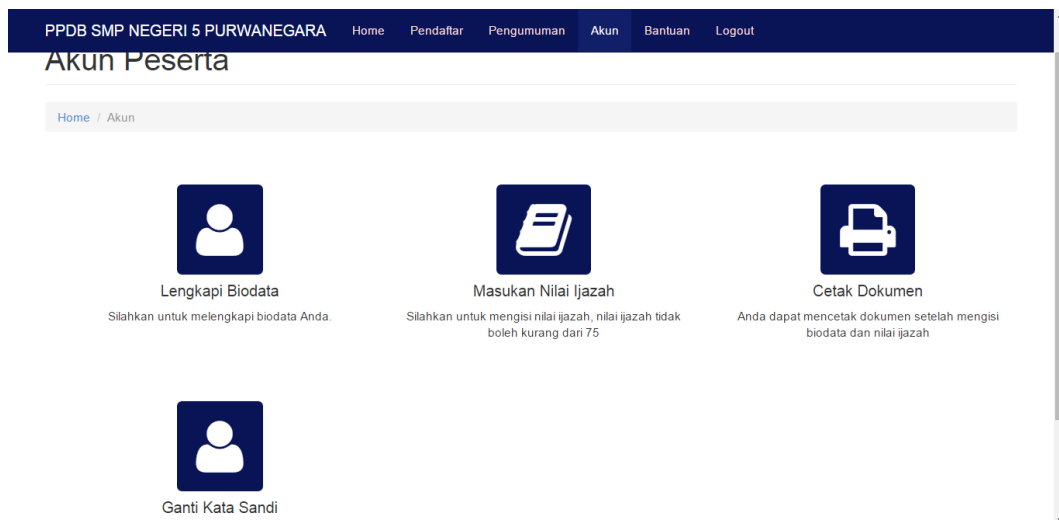 PPDB SMP NEGERI 5 PURWANEGARA Home Pendaftar Pengumuman Akun Bantuan Logout
Akun Peserta
Home / Akun
Lengkapi Biodata
Silahkan untuk melengkapi biodata Anda.
Masukan Nilai Ijazah
Silahkan untuk mengisi nilai ijazah, nilai ijazah tidak
boleh kurang dari 75
Cetak Dokumen
Anda dapat mencetak dokumen setelah mengisi
biodata dan nilai ijazah
Ganti Kata Sandi